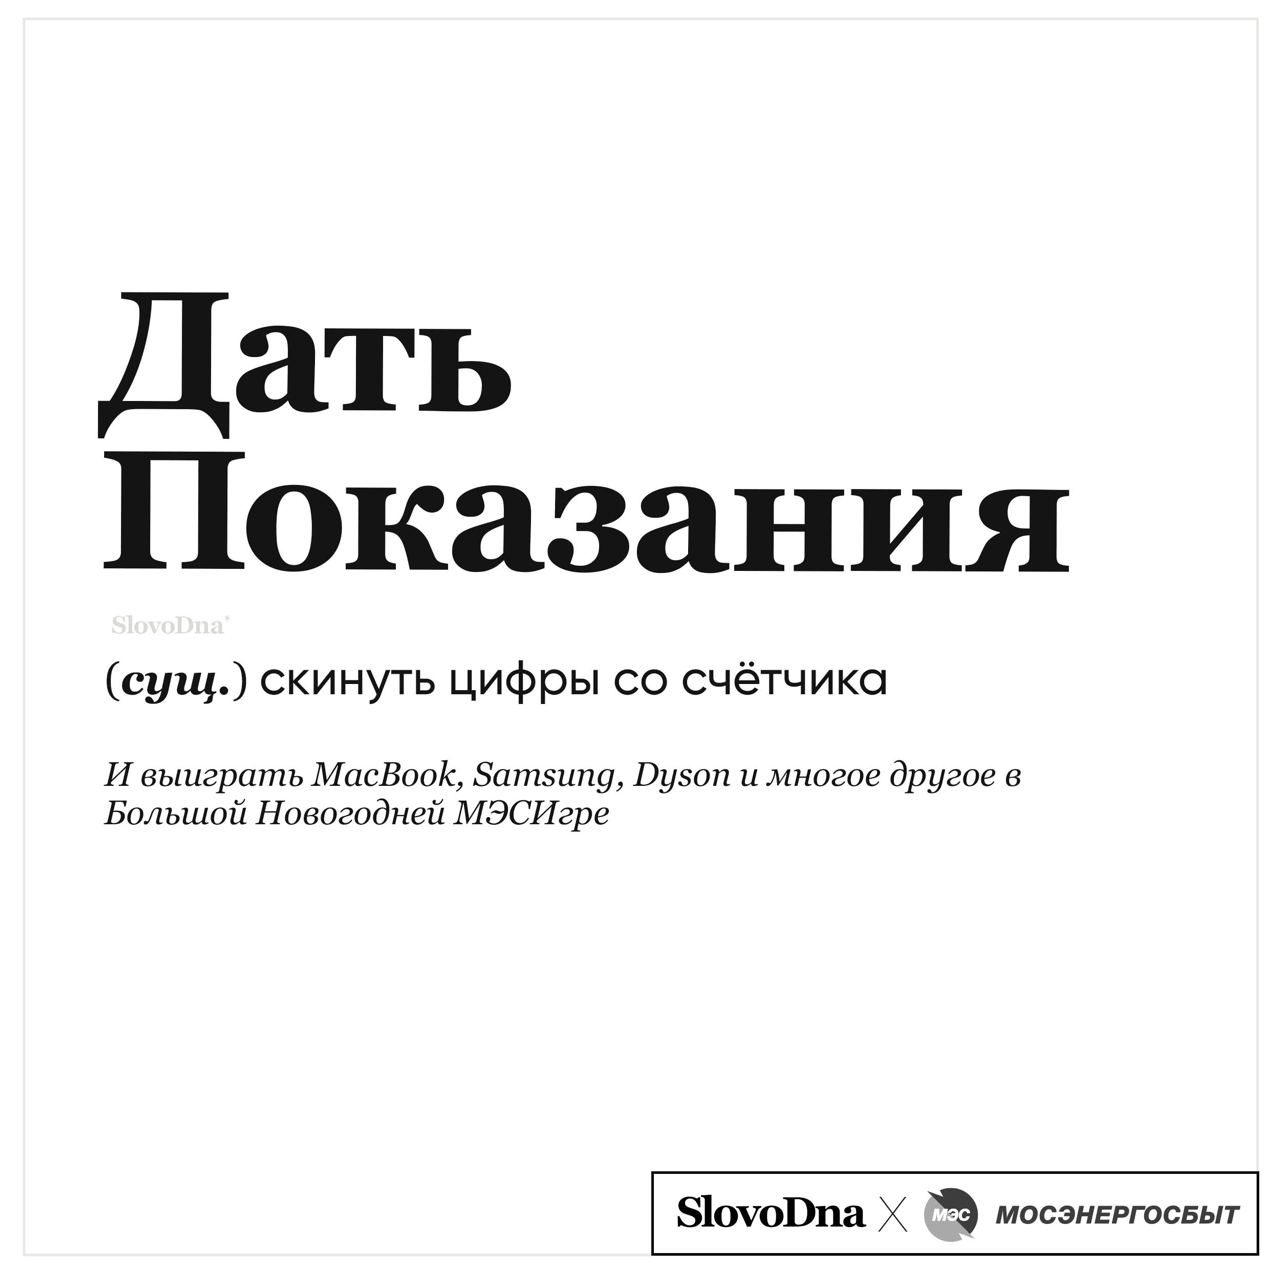 Дать
Показания
SlovoDna’
(сущ.) скинуть цифры со счётчика
И выиграть MacBook, Samsung, Dyson и многое другое в
Большой Новогодней МЭСИгре
SlovoDna X МЭС МОСЭНЕРГОСБЫТ